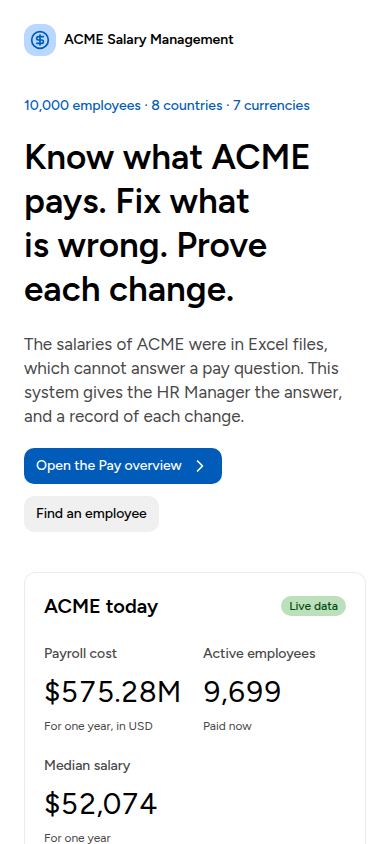 ACME Salary Management
10,000 employees · 8 countries · 7 currencies
Know what ACME
pays. Fix what
is wrong. Prove
each change.
The salaries of ACME were in Excel files,
which cannot answer a pay question. This
system gives the HR Manager the answer,
and a record of each change.
Open the Pay overview
Find an employee
ACME today
Live data
Payroll cost
Active employees
$575.28M
9,699
For one year, in USD
Paid now
Median salary
$52,074
For one year